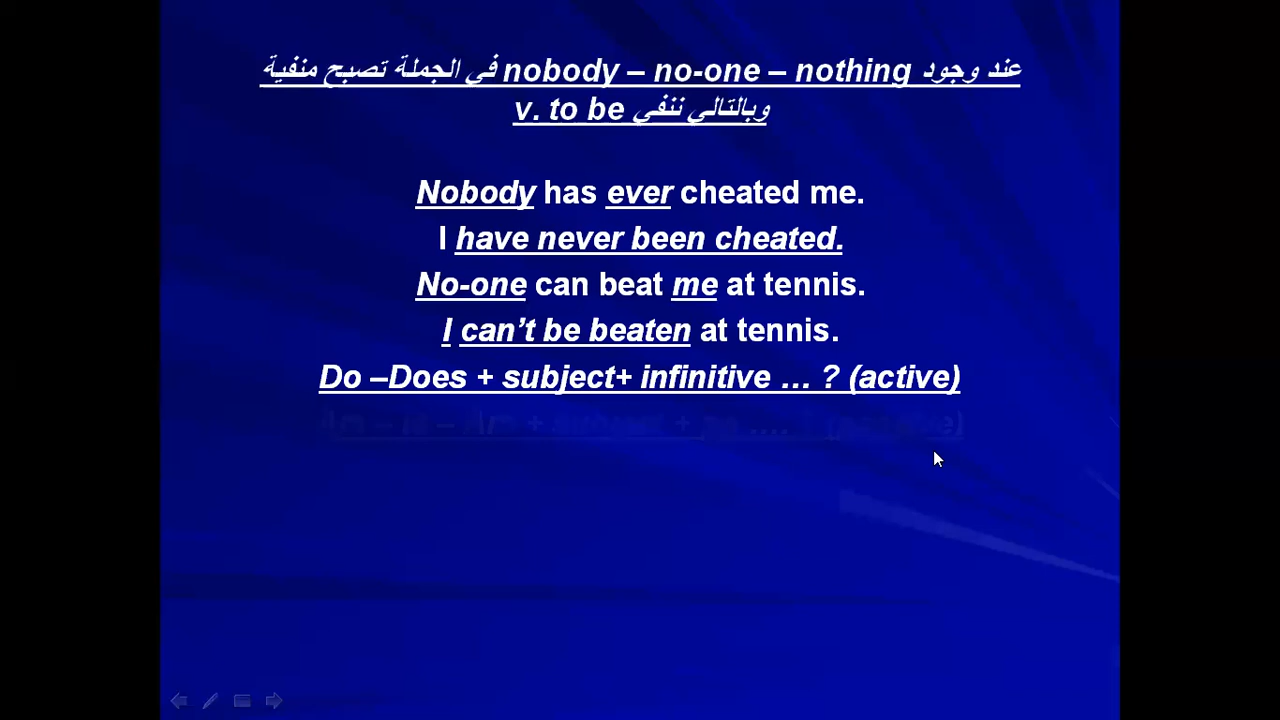 عند وجود nobody – no-one – nothing في الجملة تصبح منفية
وبالتالي ننفي v. to be
Nobody has ever cheated me.
I have never been cheated.
No-one can beat me at tennis.
I can’t be beaten at tennis.
Do –Does + subject+ infinitive … ? (active)